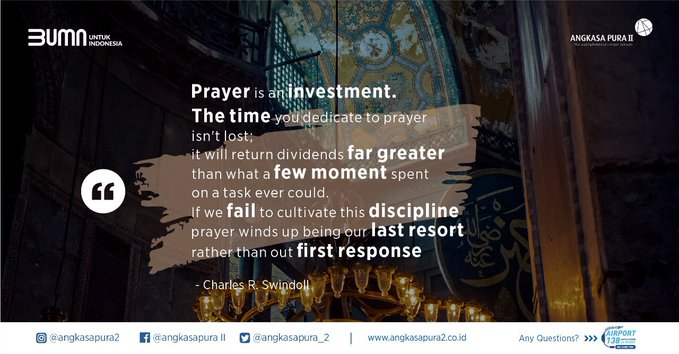 BUMN UNTUK
INDONESIA
ANGKASA PURA II
Prayer is an investment.
The time you dedicate to prayer
isn't lost;
it will return dividends far greater
than what a few moment spent
on a task ever could.
If we fail to cultivate this discipline
prayer winds up being our last resort
rather than out first response
- Charles R. Swindoll
@angkasapura2
@angkasapura II
@angkasapura_2
www.angkasapura2.co.id
Any Questions? >>>
AIRPORT
138